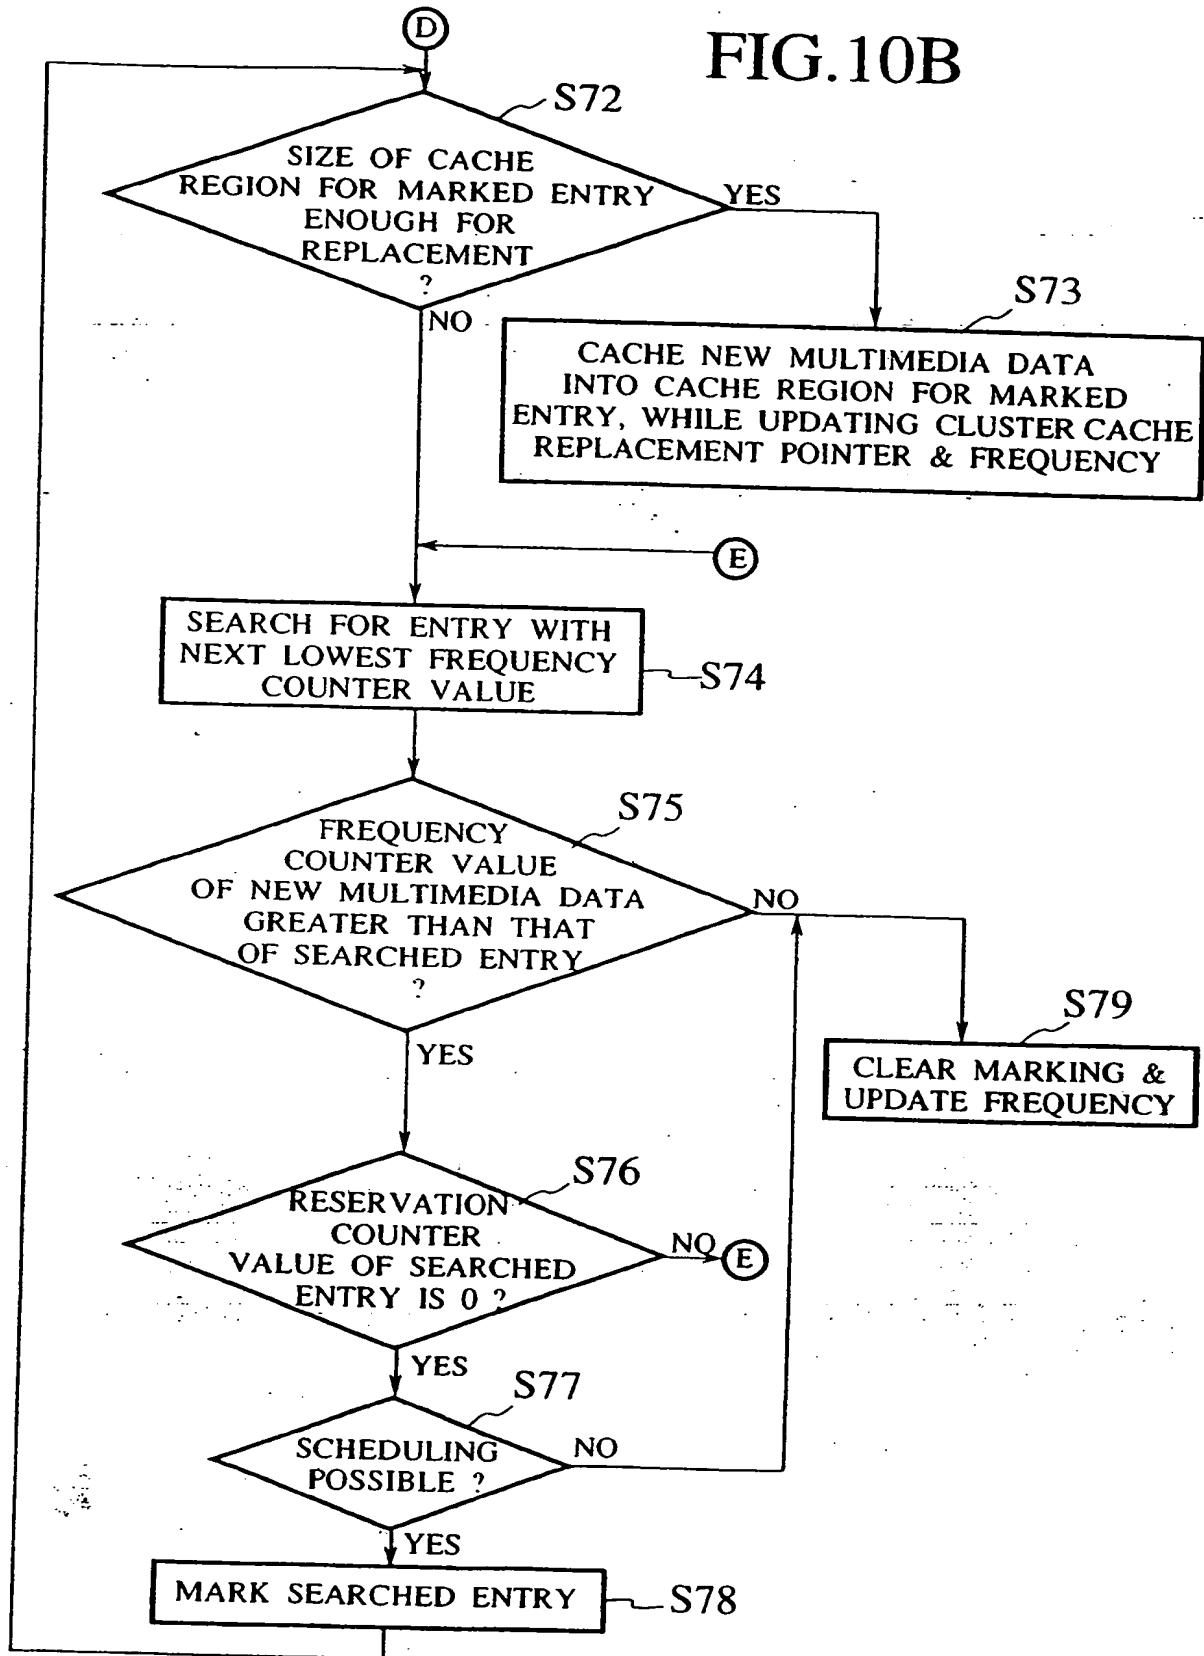 D
FIG.10B
S72
SIZE OF CACHE
REGION FOR MARKED ENTRY
ENOUGH FOR
REPLACEMENT
?
YES
NO
S73
CACHE NEW MULTIMEDIA DATA
INTO CACHE REGION FOR MARKED
ENTRY, WHILE UPDATING CLUSTER CACHE
REPLACEMENT POINTER & FREQUENCY
E
SEARCH FOR ENTRY WITH
NEXT LOWEST FREQUENCY
COUNTER VALUE
S74
S75
FREQUENCY
COUNTER VALUE
OF NEW MULTIMEDIA DATA
GREATER THAN THAT
OF SEARCHED ENTRY
?
NO
YES
S79
CLEAR MARKING &
UPDATE FREQUENCY
S76
RESERVATION
COUNTER
VALUE OF SEARCHED
ENTRY IS 0 ?
NO
E
YES
S77
SCHEDULING
POSSIBLE ?
NO
YES
MARK SEARCHED ENTRY
S78